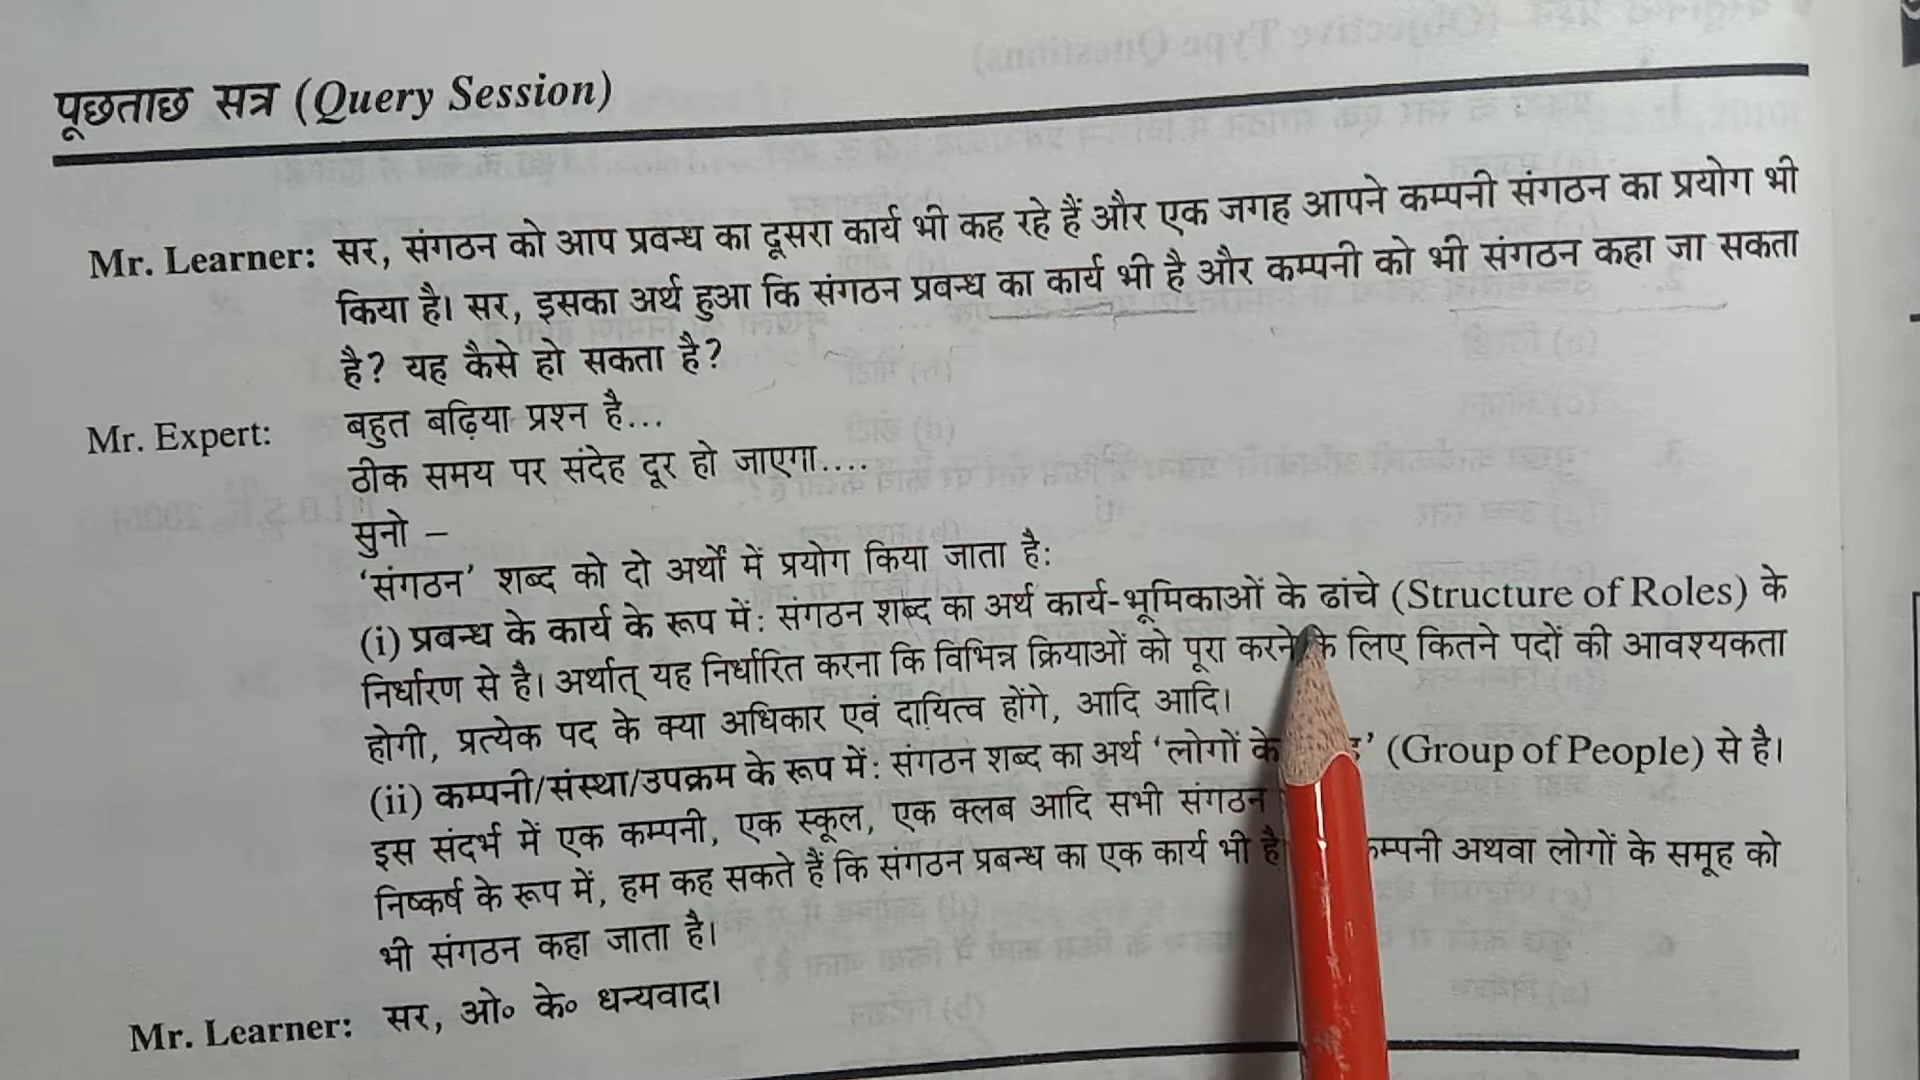 पूछताछ सत्र (Query Session)
Mr. Learner: सर, संगठन को आप प्रवन्ध का दूसरा कार्य भी कह रहे हैं और एक जगह आपने कम्पनी संगठन का प्रयोग भी
किया है। सर, इसका अर्थ हुआ कि संगठन प्रवन्ध का कार्य भी है और कम्पनी को भी संगठन कहा जा सकता
है? यह कैसे हो सकता है?
Mr. Expert: बहुत बढ़िया प्रश्न है...
ठीक समय पर संदेह दूर हो जाएगा....
सुनो –
‘संगठन’ शब्द को दो अर्थों में प्रयोग किया जाता है:
(i) प्रबन्ध के कार्य के रूप में: संगठन शब्द का अर्थ कार्य-भूमिकाओं के ढांचे (Structure of Roles) के
निर्धारण से है। अर्थात् यह निर्धारित करना कि विभिन्न क्रियाओं को पूरा करने के लिए कितने पदों की आवश्यकता
होगी, प्रत्येक पद के क्या अधिकार एवं दायित्व होंगे, आदि आदि।
(ii) कम्पनी/संस्था/उपक्रम के रूप में: संगठन शब्द का अर्थ ‘लोगों के ’ (Group of People) से है।
इस संदर्भ में एक कम्पनी, एक स्कूल, एक क्लब आदि सभी संगठन
निष्कर्ष के रूप में, हम कह सकते हैं कि संगठन प्रबन्ध का एक कार्य भी है कम्पनी अथवा लोगों के समूह को
भी संगठन कहा जाता है।
Mr. Learner: सर, ओ० के० धन्यवाद।